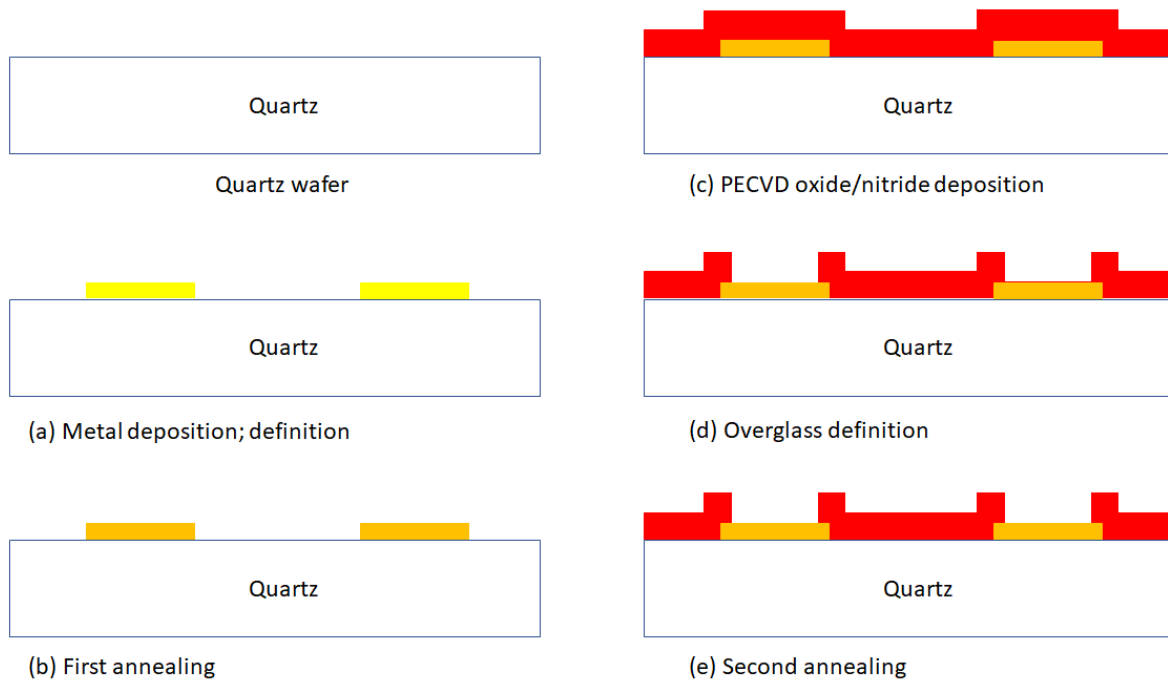 Quartz
Quartz wafer
Quartz
(a) Metal deposition; definition
Quartz
(b) First annealing
Quartz
(c) PECVD oxide/nitride deposition
Quartz
(d) Overglass definition
Quartz
(e) Second annealing